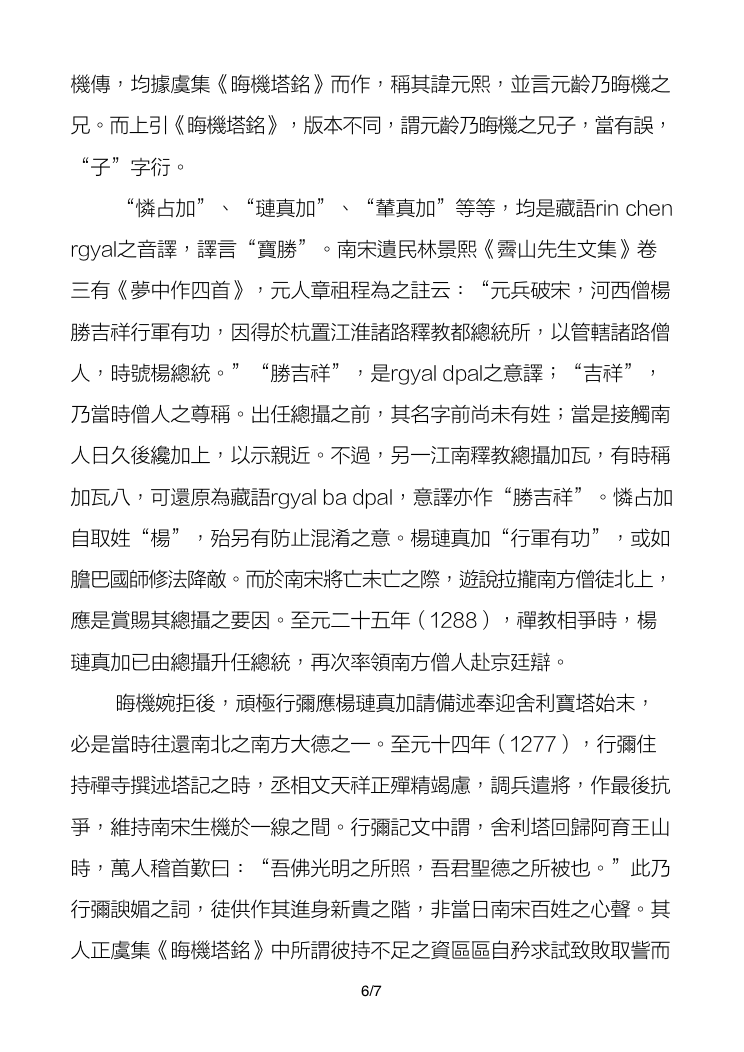 機傳，均據虞集《晦機塔銘》而作，稱其諱元熙，並言元齡乃晦機之
兄。而上引《晦機塔銘》，版本不同，謂元齡乃晦機之兄子，當有誤，
“子”字衍。
“憐占加”、“璉真加”、“輦真加”等等，均是藏語rin chen
rgyal之音譯，譯言“寶勝”。南宋遺民林景熙《霽山先生文集》卷
三有《夢中作四首》，元人章祖程為之註云：“元兵破宋，河西僧楊
勝吉祥行軍有功，因得於杭置江淮諸路釋教都總統所，以管轄諸路僧
人，時號楊總統。”“勝吉祥”，是rgyal dpal之意譯；“吉祥”，
乃當時僧人之尊稱。出任總攝之前，其名字前尚未有姓；當是接觸南
人日久後纔加上，以示親近。不過，另一江南釋教總攝加瓦，有時稱
加瓦八，可還原為藏語rgyal ba dpal，意譯亦作“勝吉祥”。憐占加
自取姓“楊”，殆另有防止混淆之意。楊璉真加“行軍有功”，或如
膽巴國師修法降敵。而於南宋將亡未亡之際，遊說拉攏南方僧徒北上，
應是賞賜其總攝之要因。至元二十五年（1288），禪教相爭時，楊
璉真加已由總攝升任總統，再次率領南方僧人赴京廷辯。
晦機婉拒後，頑極行彌應楊璉真加請備述奉迎舍利寶塔始末，
必是當時往還南北之南方大德之一。至元十四年（1277），行彌住
持禪寺撰述塔記之時，丞相文天祥正殫精竭慮，調兵遣將，作最後抗
爭，維持南宋生機於一線之間。行彌記文中謂，舍利塔回歸阿育王山
時，萬人稽首歎曰：“吾佛光明之所照，吾君聖德之所被也。”此乃
行彌諛媚之詞，徒供作其進身新貴之階，非當日南宋百姓之心聲。其
人正虞集《晦機塔銘》中所謂彼持不足之資區區自矜求試致敗取訾而
6/7